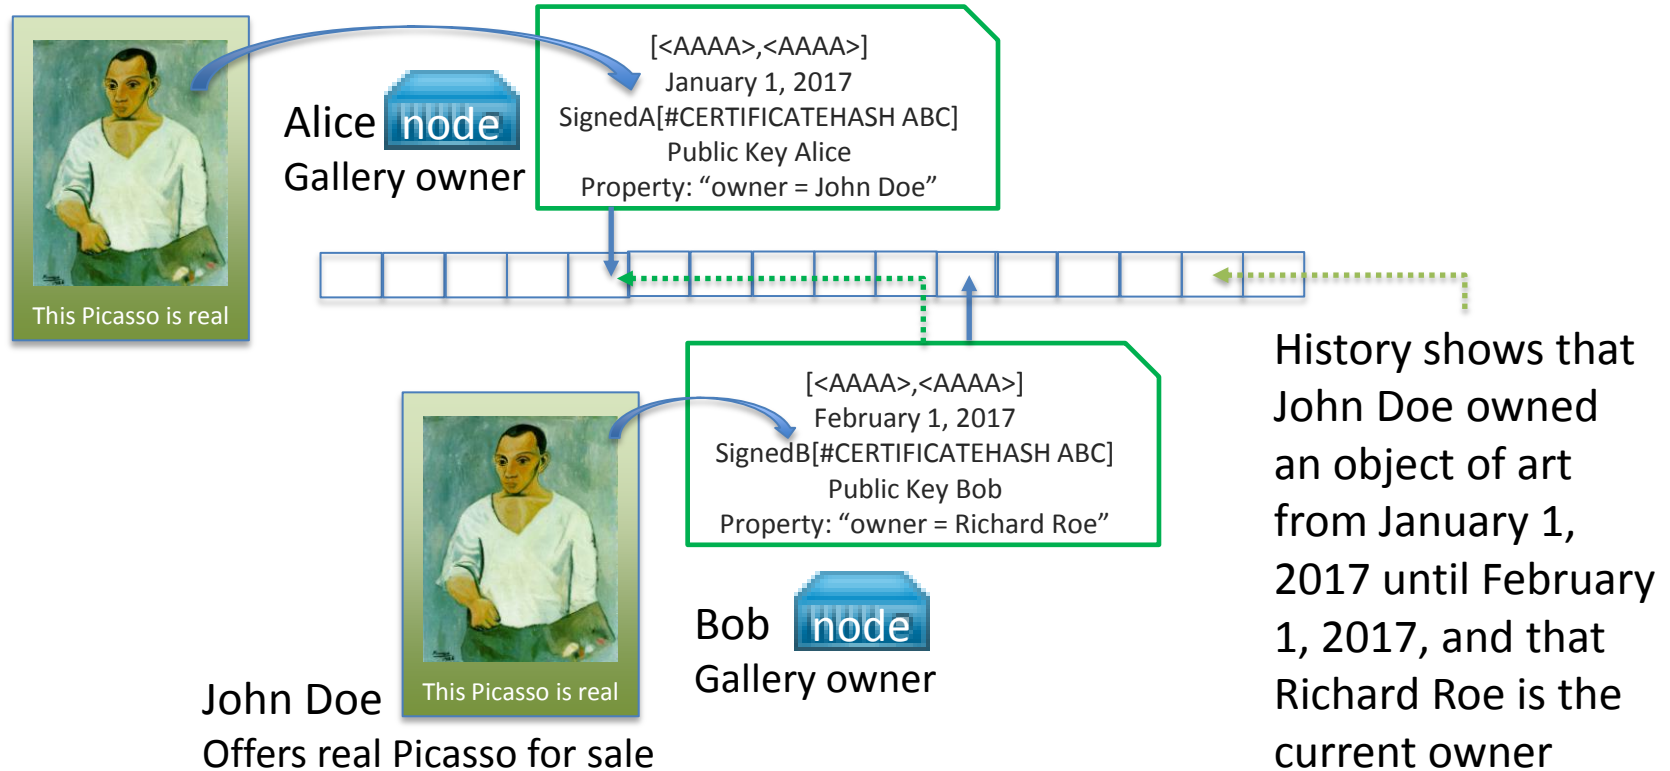 This Picasso is real
Alice node
Gallery owner
[<AAAA>,<AAAA>]
January 1, 2017
SignedA[#CERTIFICATEHASH ABC]
Public Key Alice
Property: “owner = John Doe”
[<AAAA>,<AAAA>]
February 1, 2017
SignedB[#CERTIFICATEHASH ABC]
Public Key Bob
Property: “owner = Richard Roe”
This Picasso is real
John Doe
Offers real Picasso for sale
Bob node
Gallery owner
History shows that
John Doe owned
an object of art
from January 1,
2017 until February
1, 2017, and that
Richard Roe is the
current owner